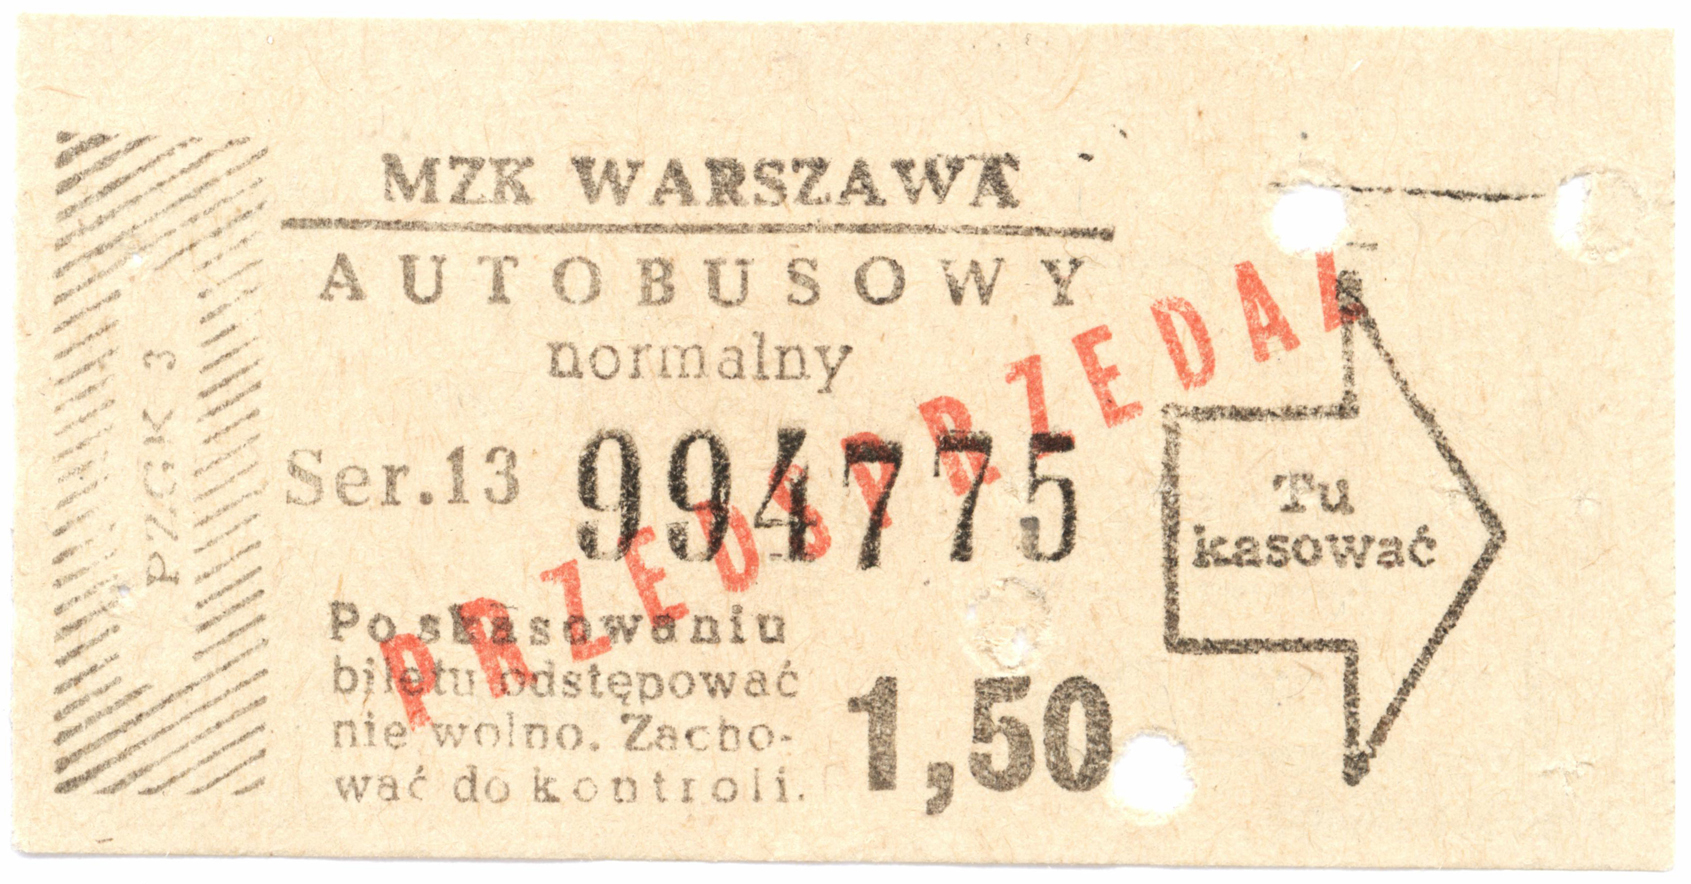 MZK WARSZAWA
AUTOBUSOWY
normalny
Ser.13 994775
PRZEDSPRZEDAŻ
Po skasowaniu
biletu odstępować
nie wolno. Zacho-
wać do kontroli.
1,50
Tu
kasować
PZGK 3